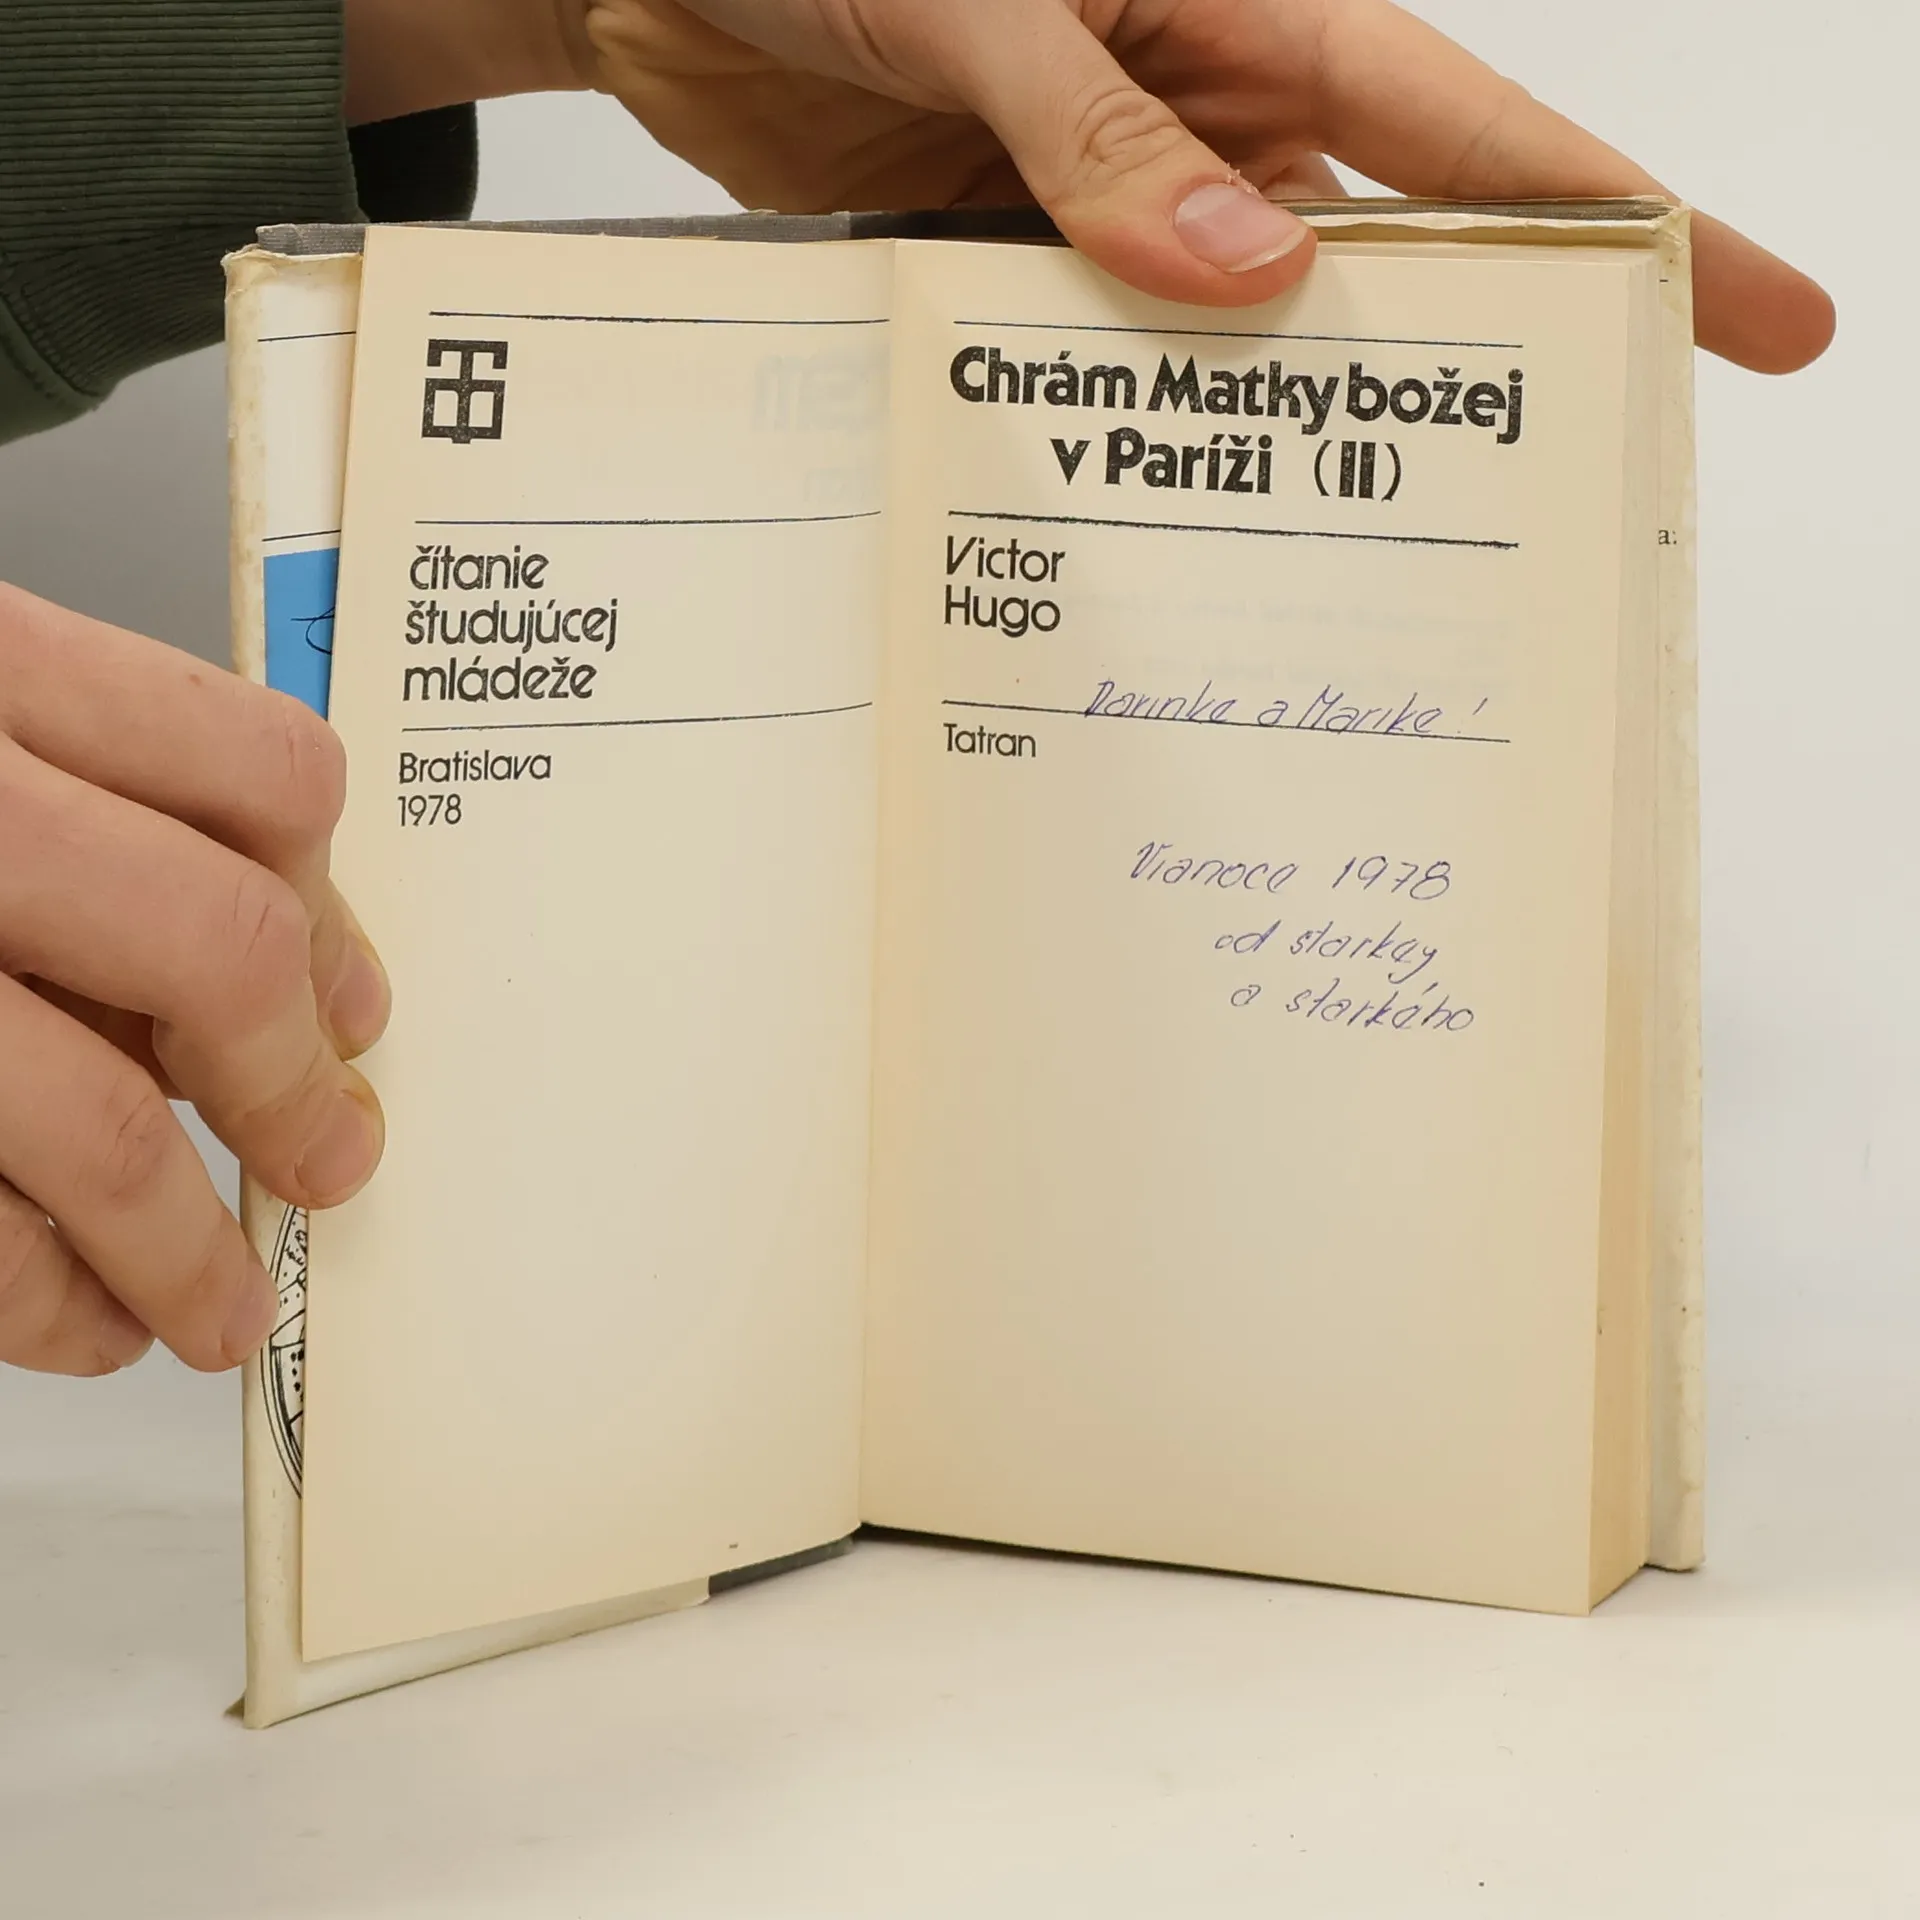 čítanie
študujúcej
mládeže
Bratislava
1978
Chrám Matky božej
v Paríži (II)
Victor
Hugo
Darinke a Marike!
Tatran
Vianoce 1978
od starkey
a starkého
a: